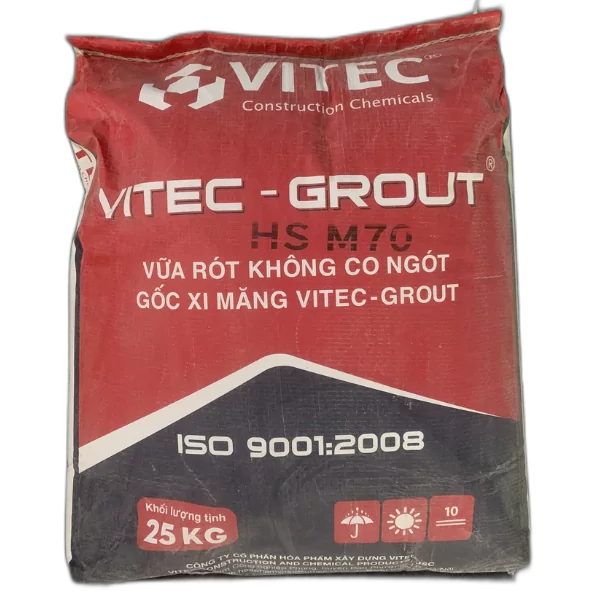 VITEC®
Construction Chemicals
VITEC - GROUT®
HS M70
VỮA RÓT KHÔNG CO NGÓT
GỐC XI MĂNG VITEC-GROUT
ISO 9001:2008
Khối lượng tịnh
25 KG
10
CÔNG TY CỔ PHẦN HÓA PHẨM XÂY DỰNG VITEC
CONSTRUCTION AND CHEMICAL PRODUCT